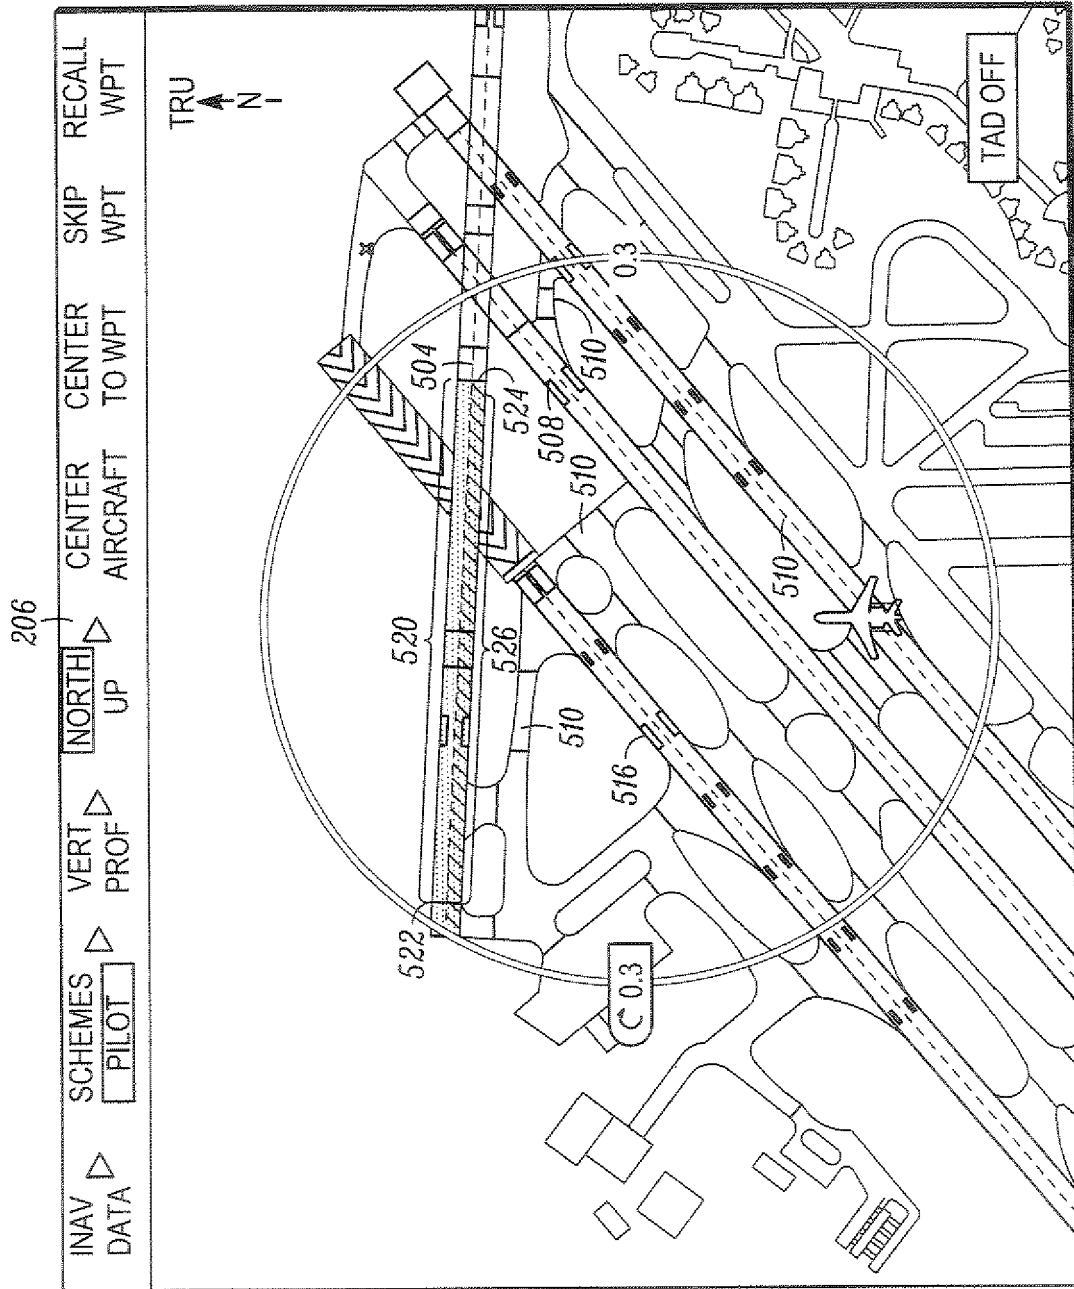 206
INAV DATA ▷
SCHEMES ▷
PILOT
VERT PROF ▷
NORTH UP ▷
CENTER AIRCRAFT
CENTER TO WPT
SKIP WPT
RECALL WPT
TRU
N
520
504
522
524
526
508
510
510
510
510
516
0.3
0.3
TAD OFF